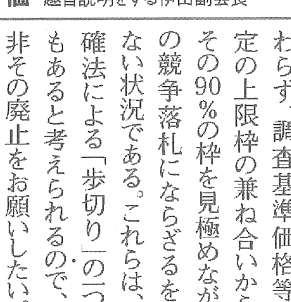 趣旨説明をする伊田副会長
わらず、調査基準価格等
定の上限枠の兼ね合いから
その90%の枠を見極めなが
の競争落札にならざるを
ない状況である。これらは、
確法による「歩切り」の一つ
もあると考えられるので、
非その廃止をお願いしたい